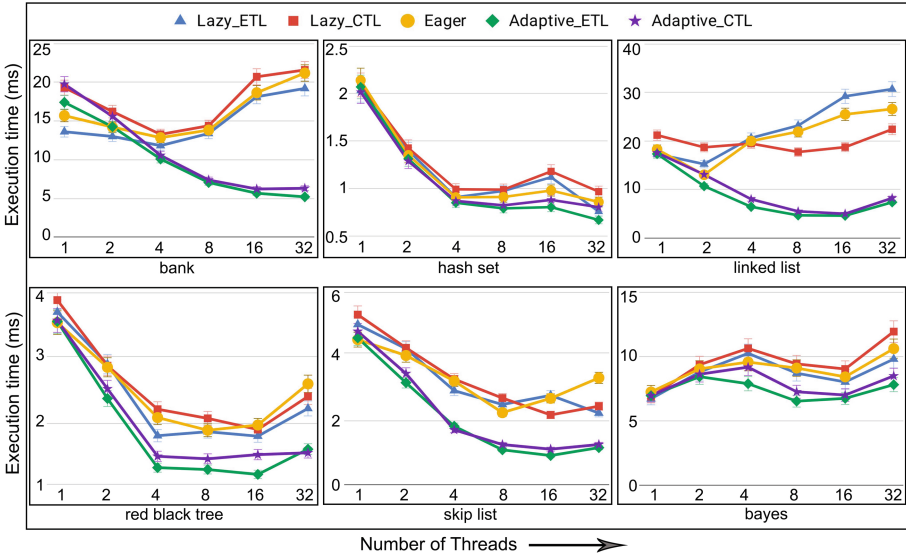 Lazy_ETL Lazy_CTL Eager Adaptive_ETL Adaptive_CTL
Execution time (ms)
25
20
15
10
5
0
1 2 4 8 16 32
bank
2.5
2
1.5
1
0.5
1 2 4 8 16 32
hash set
40
30
20
10
0
1 2 4 8 16 32
linked list
Execution time (ms)
4
3
2
1
1 2 4 8 16 32
red black tree
6
4
2
0
1 2 4 8 16 32
skip list
15
10
5
0
1 2 4 8 16 32
bayes
Number of Threads